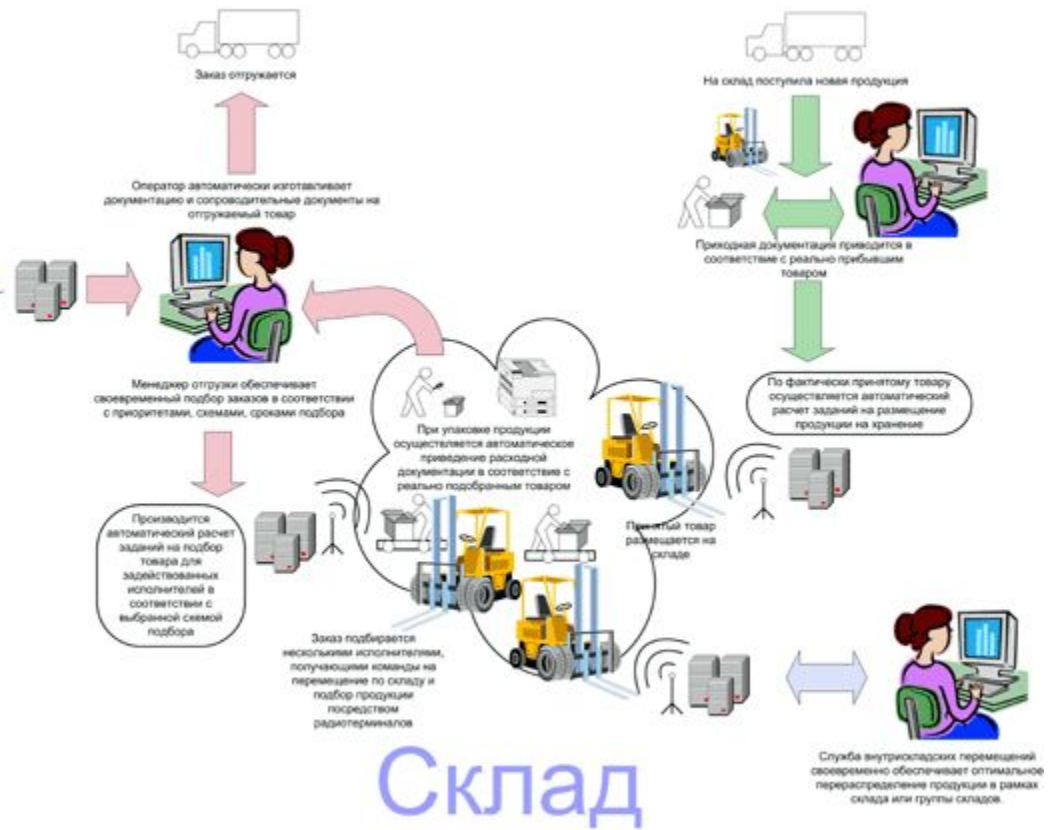 Заказ отгружается
На склад поступила новая продукция
Оператор автоматически изготавливает
документацию и сопроводительные документы на
отгружаемый товар
Приходная документация приводится в
соответствие с реально прибывшим
товаром
Менеджер отгрузки обеспечивает
своевременный подбор заказов в соответствии
с приоритетами, схемами, сроками подбора
По фактически принятому товару
осуществляется автоматический
расчет заданий на размещение
продукции на хранение
При упаковке продукции
осуществляется автоматическое
приведение расходной
документации в соответствие с
реально подобранным товаром
Производится
автоматический расчет
заданий на подбор
товара для
задействованных
исполнителей в
соответствии с
выбранной схемой
подбора
товар
размещается на
складе
Заказ подбирается
несколькими исполнителями,
получающими команды на
перемещение по складу и
подбор продукции
посредством
радиотерминалов
Служба внутрискладских перемещений
своевременно обеспечивает оптимальное
перераспределение продукции в рамках
склада или группы складов.
Склад